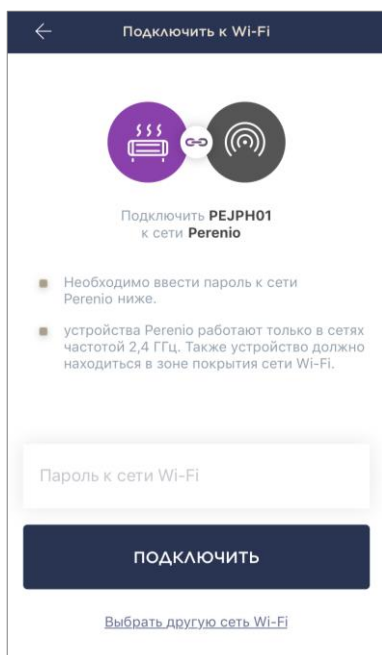 Подключить к Wi-Fi
Подключить PEJPH01
к сети Perenio
Необходимо ввести пароль к сети
Perenio ниже.
устройства Perenio работают только в сетях
частотой 2,4 ГГц. Также устройство должно
находиться в зоне покрытия сети Wi-Fi.
Пароль к сети Wi-Fi
ПОДКЛЮЧИТЬ
Выбрать другую сеть Wi-Fi